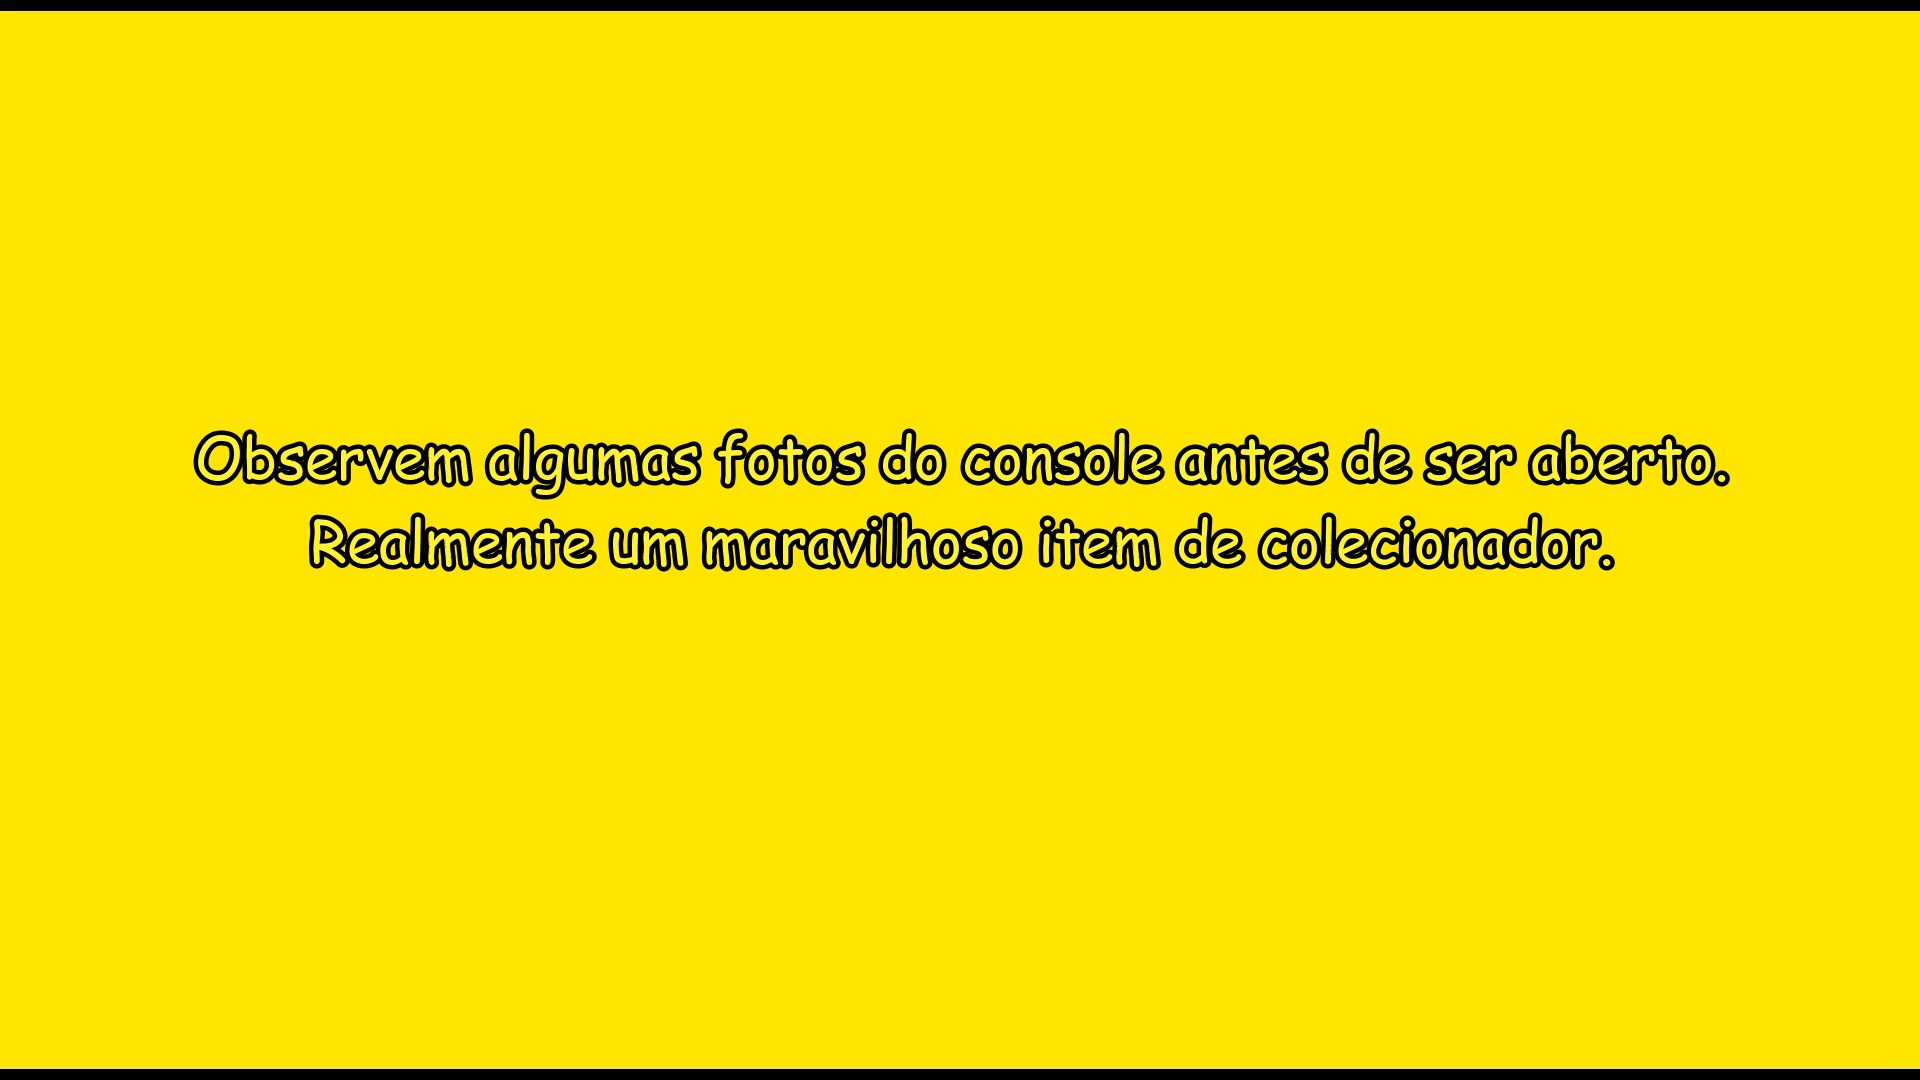 Observem algumas fotos do console antes de ser aberto.
Realmente um maravilhoso item de colecionador.